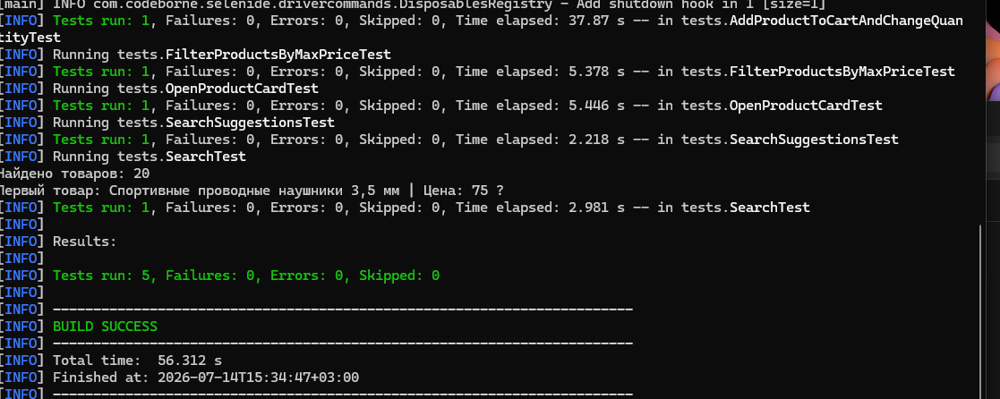 [main] INFO com.codeborne.selenide.drivercommands.DisposablesRegistry - Add shutdown hook in 1 [size=1]
[INFO] Tests run: 1, Failures: 0, Errors: 0, Skipped: 0, Time elapsed: 37.87 s -- in tests.AddProductToCartAndChangeQuan
tityTest
[INFO] Running tests.FilterProductsByMaxPriceTest
[INFO] Tests run: 1, Failures: 0, Errors: 0, Skipped: 0, Time elapsed: 5.378 s -- in tests.FilterProductsByMaxPriceTest
[INFO] Running tests.OpenProductCardTest
[INFO] Tests run: 1, Failures: 0, Errors: 0, Skipped: 0, Time elapsed: 5.446 s -- in tests.OpenProductCardTest
[INFO] Running tests.SearchSuggestionsTest
[INFO] Tests run: 1, Failures: 0, Errors: 0, Skipped: 0, Time elapsed: 2.218 s -- in tests.SearchSuggestionsTest
[INFO] Running tests.SearchTest
Найдено товаров: 20
Первый товар: Спортивные проводные наушники 3,5 мм | Цена: 75 ?
[INFO] Tests run: 1, Failures: 0, Errors: 0, Skipped: 0, Time elapsed: 2.981 s -- in tests.SearchTest
[INFO]
[INFO] Results:
[INFO]
[INFO] Tests run: 5, Failures: 0, Errors: 0, Skipped: 0
[INFO]
[INFO] ------------------------------------------------------------------------
[INFO] BUILD SUCCESS
[INFO] ------------------------------------------------------------------------
[INFO] Total time:  56.312 s
[INFO] Finished at: 2026-07-14T15:34:47+03:00
[INFO] ------------------------------------------------------------------------